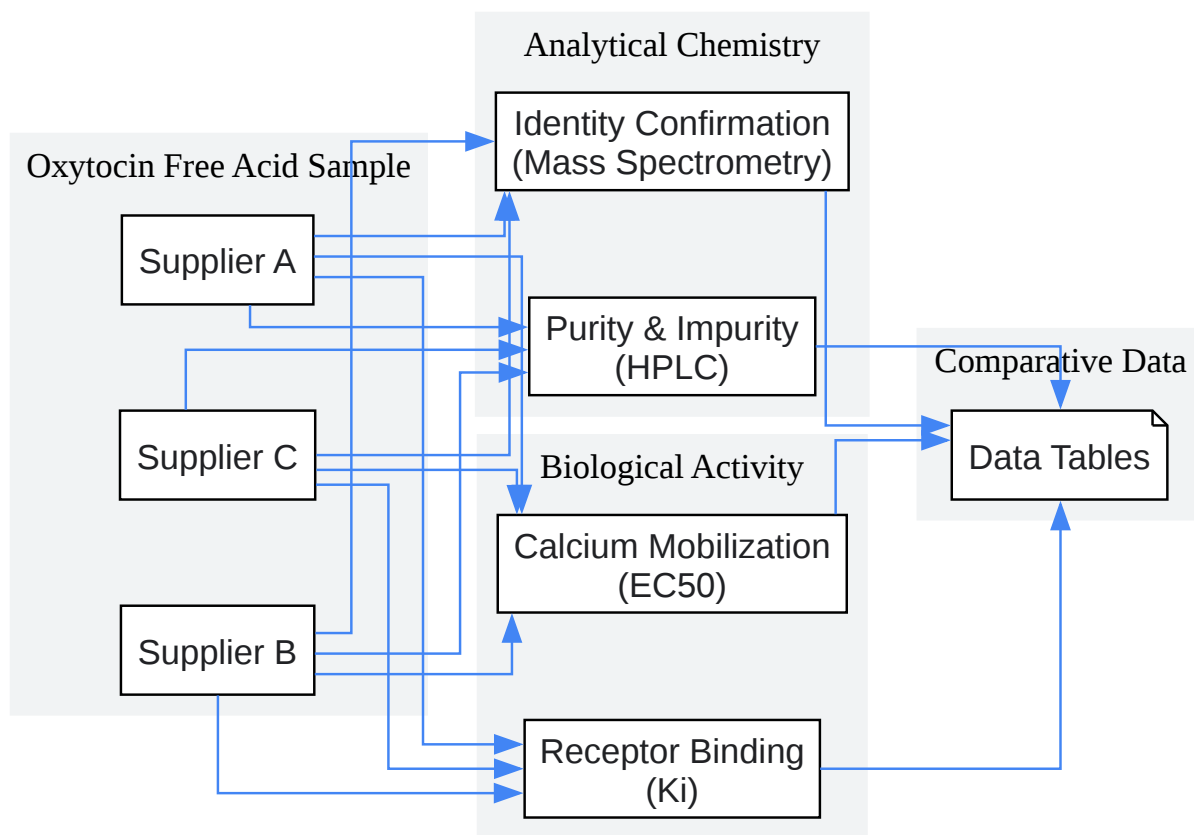 Oxytocin Free Acid Sample
Supplier A
Supplier C
Supplier B
Analytical Chemistry
Identity Confirmation
(Mass Spectrometry)
Purity & Impurity
(HPLC)
Biological Activity
Calcium Mobilization
(EC50)
Receptor Binding
(Ki)
Comparative Data
Data Tables